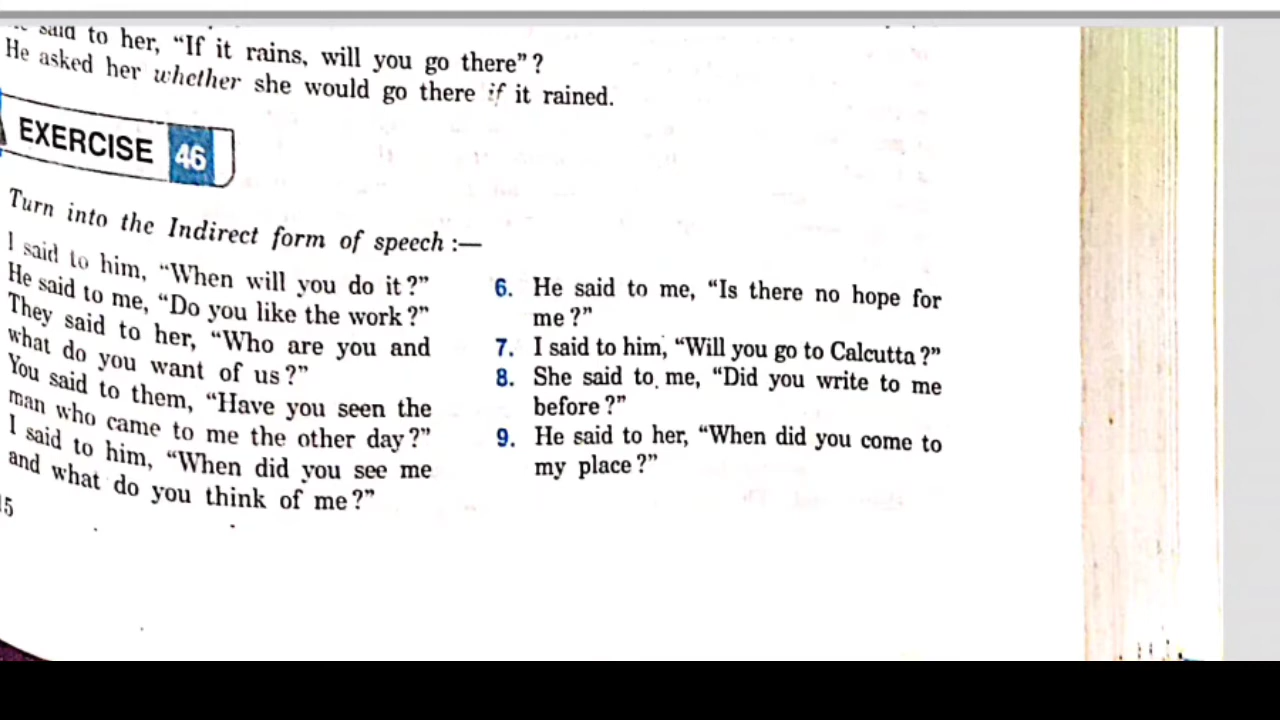 said to her, “If it rains, will you go there”?
He asked her whether she would go there if it rained.
EXERCISE 46
Turn into the Indirect form of speech :—
I said to him, “When will you do it?”
He said to me, “Do you like the work?”
They said to her, “Who are you and
what do you want of us?”
You said to them, “Have you seen the
man who came to me the other day?”
I said to him, “When did you see me
and what do you think of me?”
6. He said to me, “Is there no hope for
me?”
7. I said to him, “Will you go to Calcutta?”
8. She said to me, “Did you write to me
before?”
9. He said to her, “When did you come to
my place?”